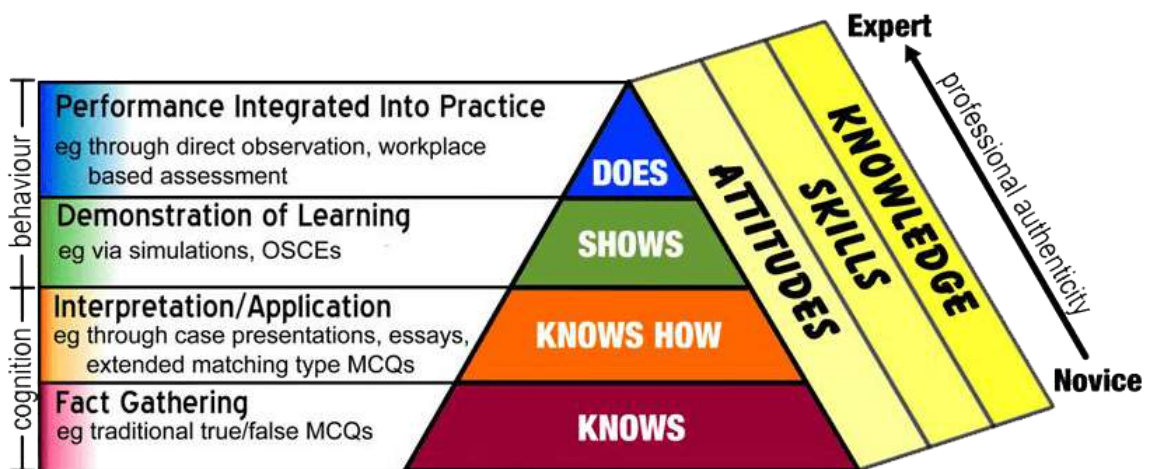 Expert
Performance Integrated Into Practice
eg through direct observation, workplace
based assessment
DOES
Demonstration of Learning
eg via simulations, OSCEs
SHOWS
Interpretation/Application
eg through case presentations, essays,
extended matching type MCQs
KNOWS HOW
Fact Gathering
eg traditional true/false MCQs
KNOWS
behaviour
cognition
ATTITUDES
SKILLS
KNOWLEDGE
professional authenticity
Novice